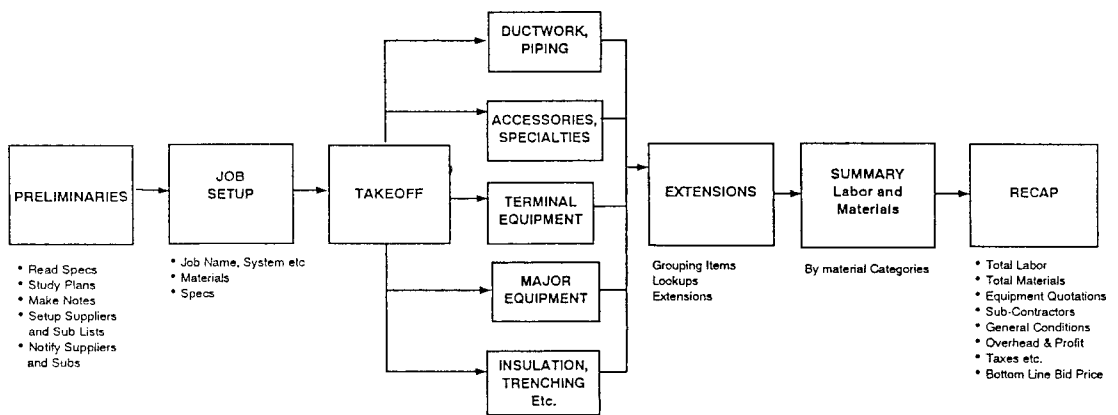 PRELIMINARIES
• Read Specs
• Study Plans
• Make Notes
• Setup Suppliers
and Sub Lists
• Notify Suppliers
and Subs
JOB
SETUP
• Job Name, System etc
• Materials
• Specs
TAKEOFF
DUCTWORK,
PIPING
ACCESSORIES,
SPECIALTIES
TERMINAL
EQUIPMENT
MAJOR
EQUIPMENT
INSULATION,
TRENCHING
Etc.
EXTENSIONS
Grouping Items
Lookups
Extensions
SUMMARY
Labor and
Materials
By material Categories
RECAP
• Total Labor
• Total Materials
• Equipment Quotations
• Sub-Contractors
• General Conditions
• Overhead & Profit
• Taxes etc.
• Bottom Line Bid Price